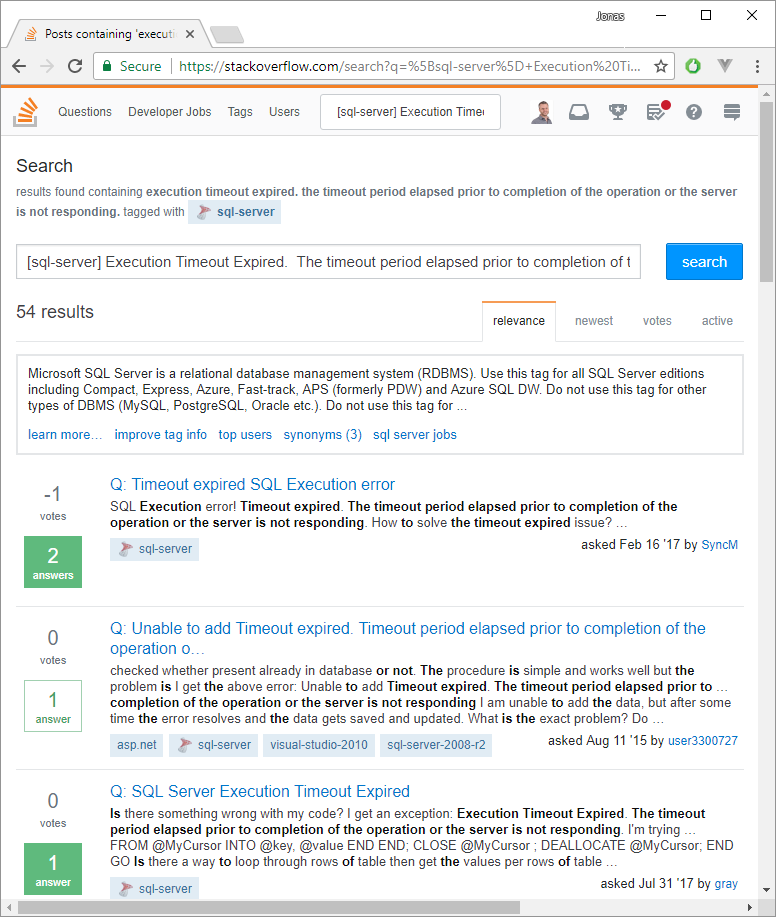 Jonas
Posts containing 'executi
Secure https://stackoverflow.com/search?q=%5Bsql-server%5D+Execution%20Ti...
Questions Developer Jobs Tags Users [sql-server] Execution Time
Search
results found containing execution timeout expired. the timeout period elapsed prior to completion of the operation or the server
is not responding. tagged with sql-server
[sql-server] Execution Timeout Expired.  The timeout period elapsed prior to completion of t
search
54 results
relevance newest votes active
Microsoft SQL Server is a relational database management system (RDBMS). Use this tag for all SQL Server editions
including Compact, Express, Azure, Fast-track, APS (formerly PDW) and Azure SQL DW. Do not use this tag for other
types of DBMS (MySQL, PostgreSQL, Oracle etc.). Do not use this tag for ...
learn more… improve tag info top users synonyms (3) sql server jobs
-1
votes
2
answers
Q: Timeout expired SQL Execution error
SQL Execution error! Timeout expired. The timeout period elapsed prior to completion of the
operation or the server is not responding. How to solve the timeout expired issue? …
sql-server
asked Feb 16 '17 by SyncM
0
votes
1
answer
Q: Unable to add Timeout expired. Timeout period elapsed prior to completion of the
operation o…
checked whether present already in database or not. The procedure is simple and works well but the
problem is I get the above error: Unable to add Timeout expired. The timeout period elapsed prior to …
completion of the operation or the server is not responding I am unable to add the data, but after some
time the error resolves and the data gets saved and updated. What is the exact problem? Do …
asp.net sql-server visual-studio-2010 sql-server-2008-r2
asked Aug 11 '15 by user3300727
0
votes
1
answer
Q: SQL Server Execution Timeout Expired
Is there something wrong with my code? I get an exception: Execution Timeout Expired. The timeout
period elapsed prior to completion of the operation or the server is not responding. I'm trying …
FROM @MyCursor INTO @key, @value END END; CLOSE @MyCursor ; DEALLOCATE @MyCursor; END
GO Is there a way to loop through rows of table then get the values per rows of table …
sql-server
asked Jul 31 '17 by gray